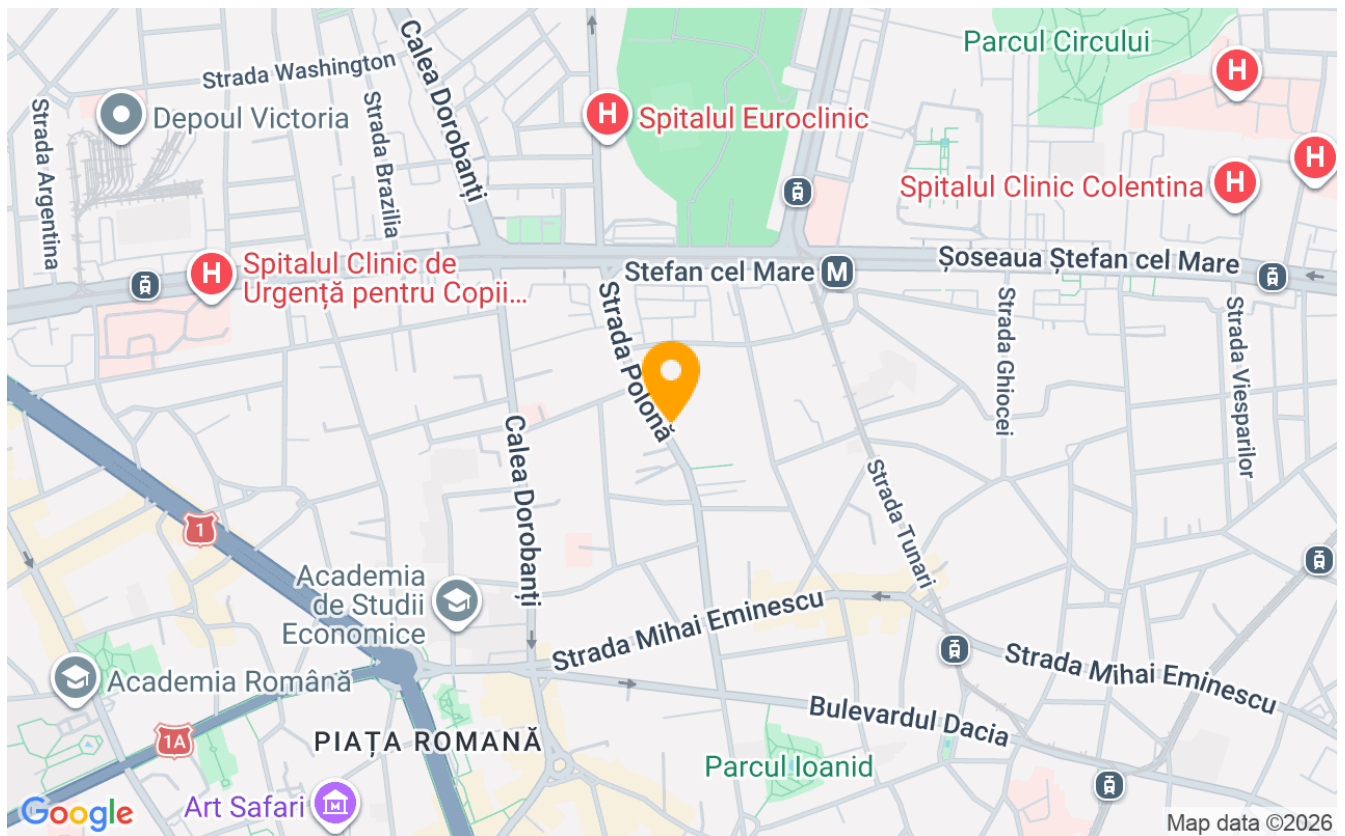 Parcul Circului
Calea Dorobanți
Strada Washington
Depoul Victoria
Strada Brazilia
Strada Argentina
H
Spitalul Euroclinic
H
H
Spitalul Clinic Colentina
H
H
Spitalul Clinic de
Urgență pentru Copii...
Ștefan cel Mare
M
Șoseaua Ștefan cel Mare
Strada Polonă
Strada Ghiocei
Strada Viesparilor
Calea Dorobanți
Strada Tunari
1
Academia
de Studii
Economice
Strada Mihai Eminescu
Strada Mihai Eminescu
Academia Română
Bulevardul Dacia
1A
PIAȚA ROMANĂ
Parcul Ioanid
Art Safari
Google
Map data ©2026